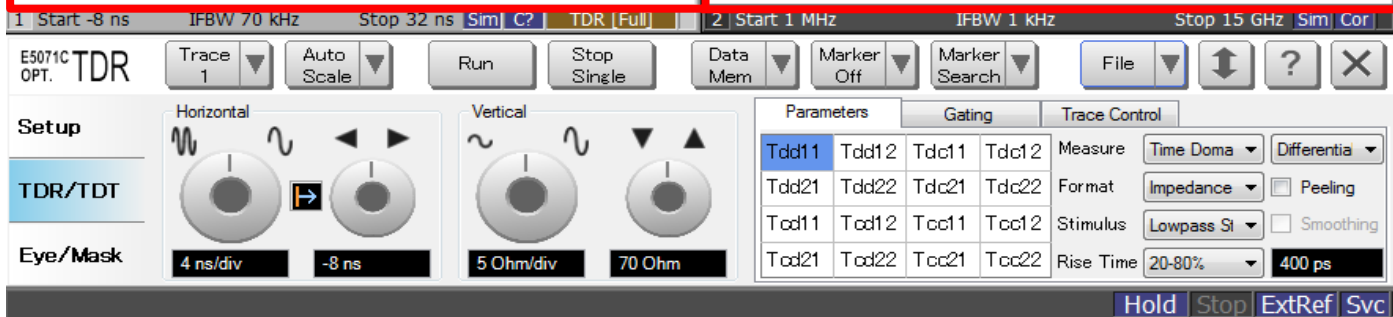 1 Start -8 ns IFBW 70 kHz Stop 32 ns Sim C? TDR [Full] 2 Start 1 MHz IFBW 1 kHz Stop 15 GHz Sim Cor
E5071C OPT. TDR Trace 1 Auto Scale Run Stop Single Data Mem Marker Off Marker Search File ? X
Setup
TDR/TDT
Eye/Mask
Horizontal
4 ns/div -8 ns
Vertical
5 Ohm/div 70 Ohm
Parameters Gating Trace Control
Tdd11 Tdd12 Tdc11 Tdc12
Tdd21 Tdd22 Tdc21 Tdc22
Tcd11 Tcd12 Tcc11 Tcc12
Tcd21 Tcd22 Tcc21 Tcc22
Measure Time Doma Differential
Format Impedance Peeling
Stimulus Lowpass St Smoothing
Rise Time 20-80% 400 ps
Hold Stop ExtRef Svc